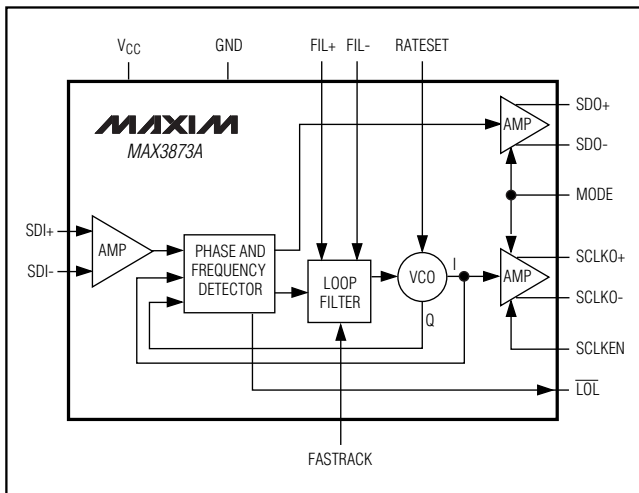 VCC GND FIL+ FIL- RATESET
MAXIM
MAX3873A
AMP
SDO+
SDO-
MODE
SDI+
SDI-
AMP
PHASE AND
FREQUENCY
DETECTOR
LOOP
FILTER
VCO
I
Q
AMP
SCLKO+
SCLKO-
SCLKEN
LOL
FASTRACK